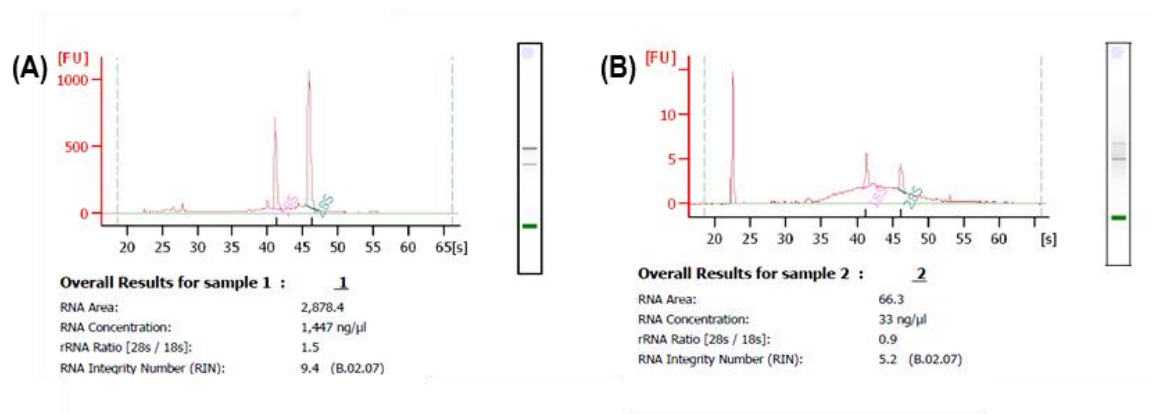 (A)
[FU]
1000
500
0
18S
28S
20 25 30 35 40 45 50 55 60 65[s]
Overall Results for sample 1 : 1
RNA Area: 2,878.4
RNA Concentration: 1,447 ng/µl
rRNA Ratio [28s / 18s]: 1.5
RNA Integrity Number (RIN): 9.4 (B.02.07)
(B)
[FU]
10
5
0
18S
28S
20 25 30 35 40 45 50 55 60 [s]
Overall Results for sample 2 : 2
RNA Area: 66.3
RNA Concentration: 33 ng/µl
rRNA Ratio [28s / 18s]: 0.9
RNA Integrity Number (RIN): 5.2 (B.02.07)